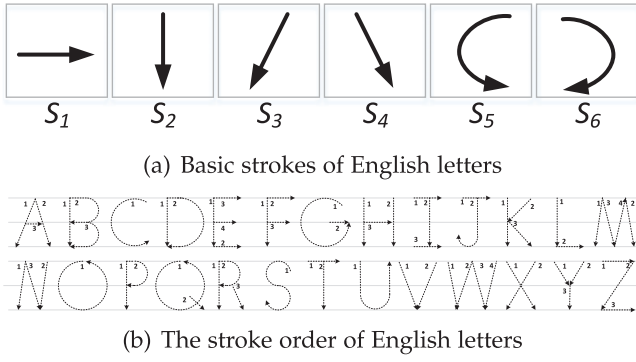 S1 S2 S3 S4 S5 S6
(a) Basic strokes of English letters
A B C D E F G H I J K L M
N O P Q R S T U V W X Y Z
(b) The stroke order of English letters